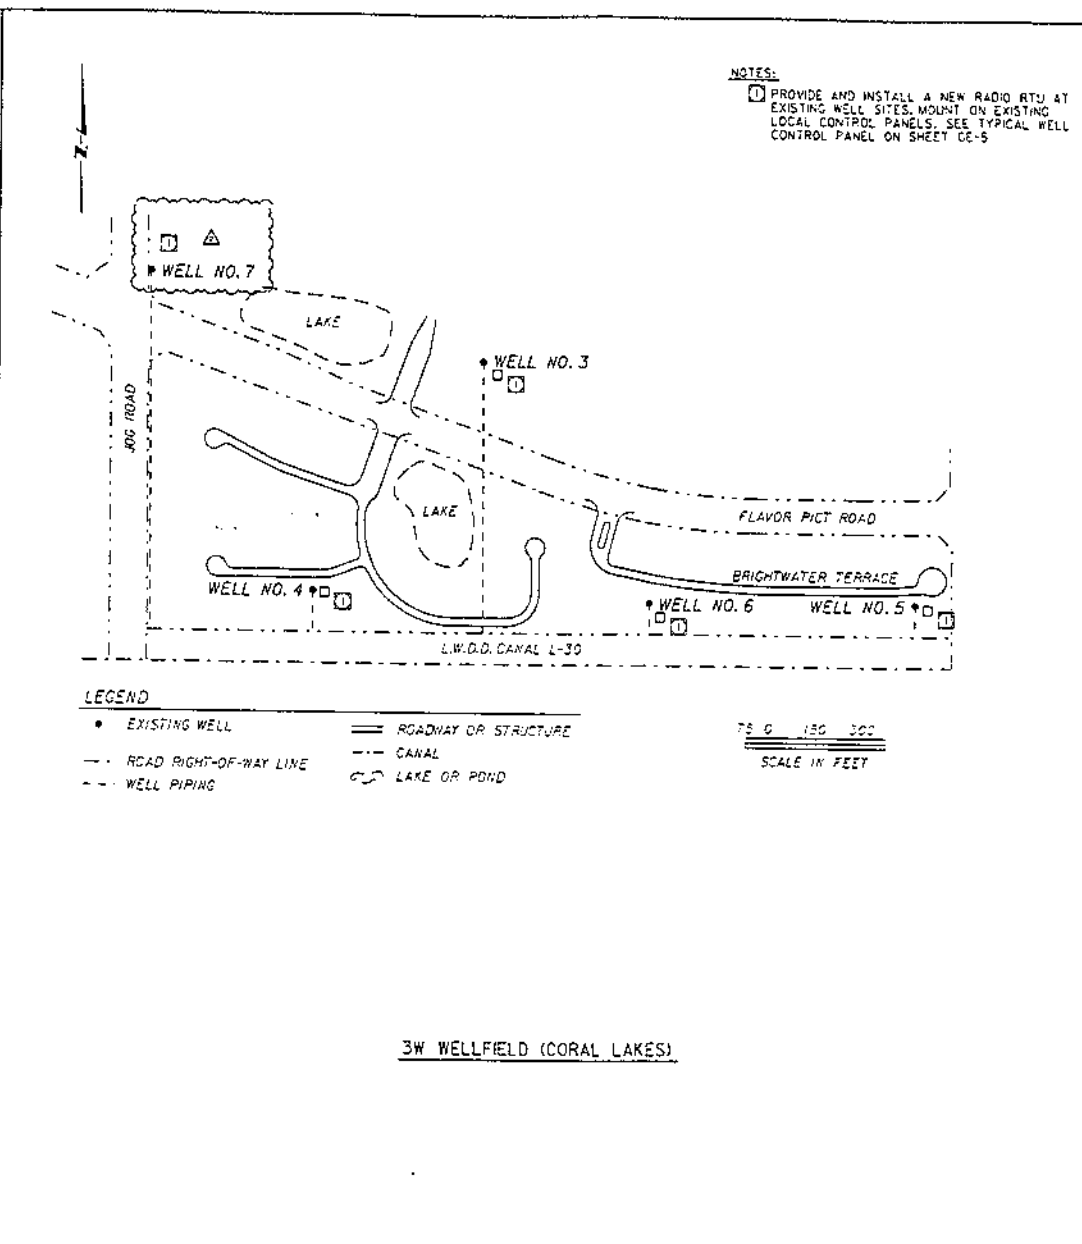 NOTES:
1 PROVIDE AND INSTALL A NEW RADIO RTU AT
EXISTING WELL SITES. MOUNT ON EXISTING
LOCAL CONTROL PANELS. SEE TYPICAL WELL
CONTROL PANEL ON SHEET GE-5
N
1
WELL NO. 7
LAKE
WELL NO. 3
1
JOG ROAD
LAKE
FLAVOR PICT ROAD
BRIGHTWATER TERRACE
WELL NO. 4
1
WELL NO. 6
1
WELL NO. 5
1
L.W.D.D. CANAL L-30
LEGEND
EXISTING WELL
ROAD RIGHT-OF-WAY LINE
WELL PIPING
ROADWAY OR STRUCTURE
CANAL
LAKE OR POND
75 0 150 300
SCALE IN FEET
3W WELLFIELD (CORAL LAKES)